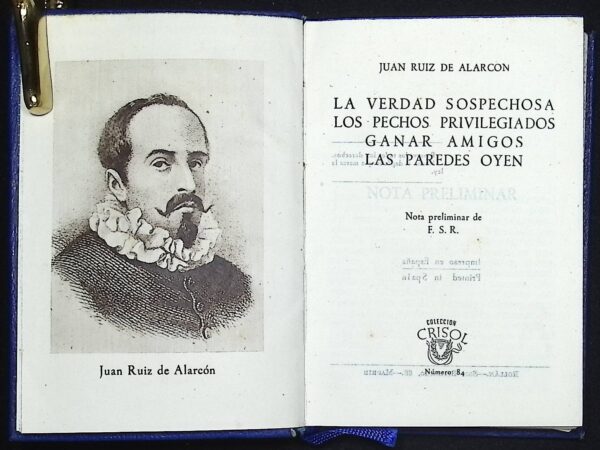 Juan Ruiz de Alarcón
JUAN RUIZ DE ALARCON
LA VERDAD SOSPECHOSA
LOS PECHOS PRIVILEGIADOS
GANAR AMIGOS
LAS PAREDES OYEN
NOTA PRELIMINAR
Nota preliminar de
F. S. R.
Impreso en España
Printed in Spain
COLECCION
CRISOL
Número 84